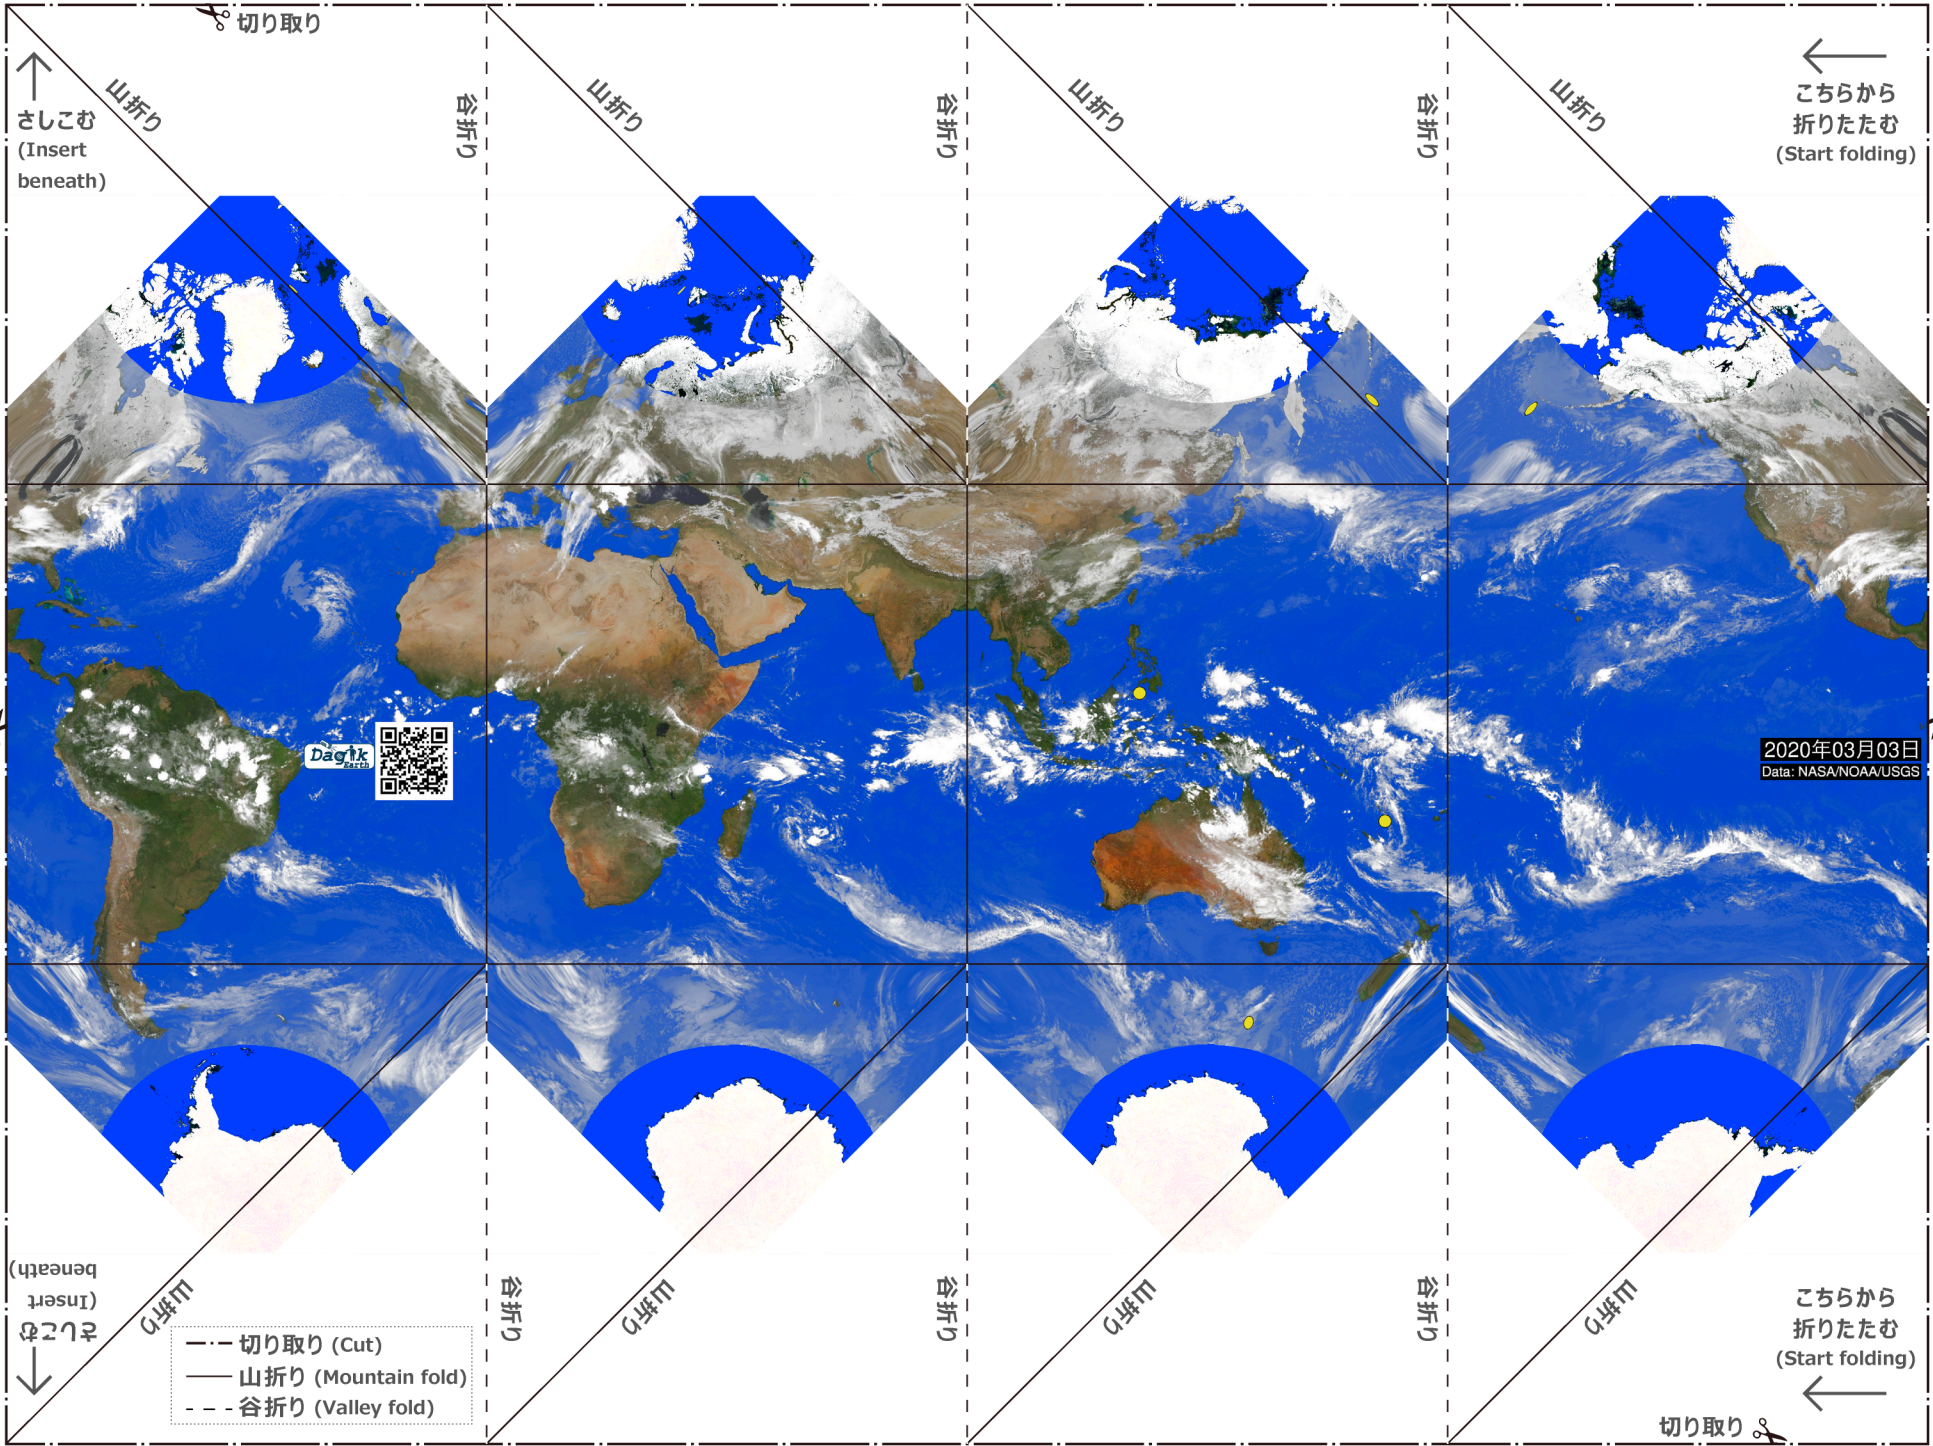 切り取り
山折り
谷折り
山折り
谷折り
山折り
谷折り
山折り
さしこむ
(Insert
beneath)
こちらから
折りたたむ
(Start folding)
Dagik
Earth
2020年03月03日
Data: NASA/NOAA/USGS
さしこむ
(Insert
beneath)
山折り
谷折り
山折り
谷折り
山折り
谷折り
山折り
こちらから
折りたたむ
(Start folding)
切り取り (Cut)
山折り (Mountain fold)
谷折り (Valley fold)
切り取り